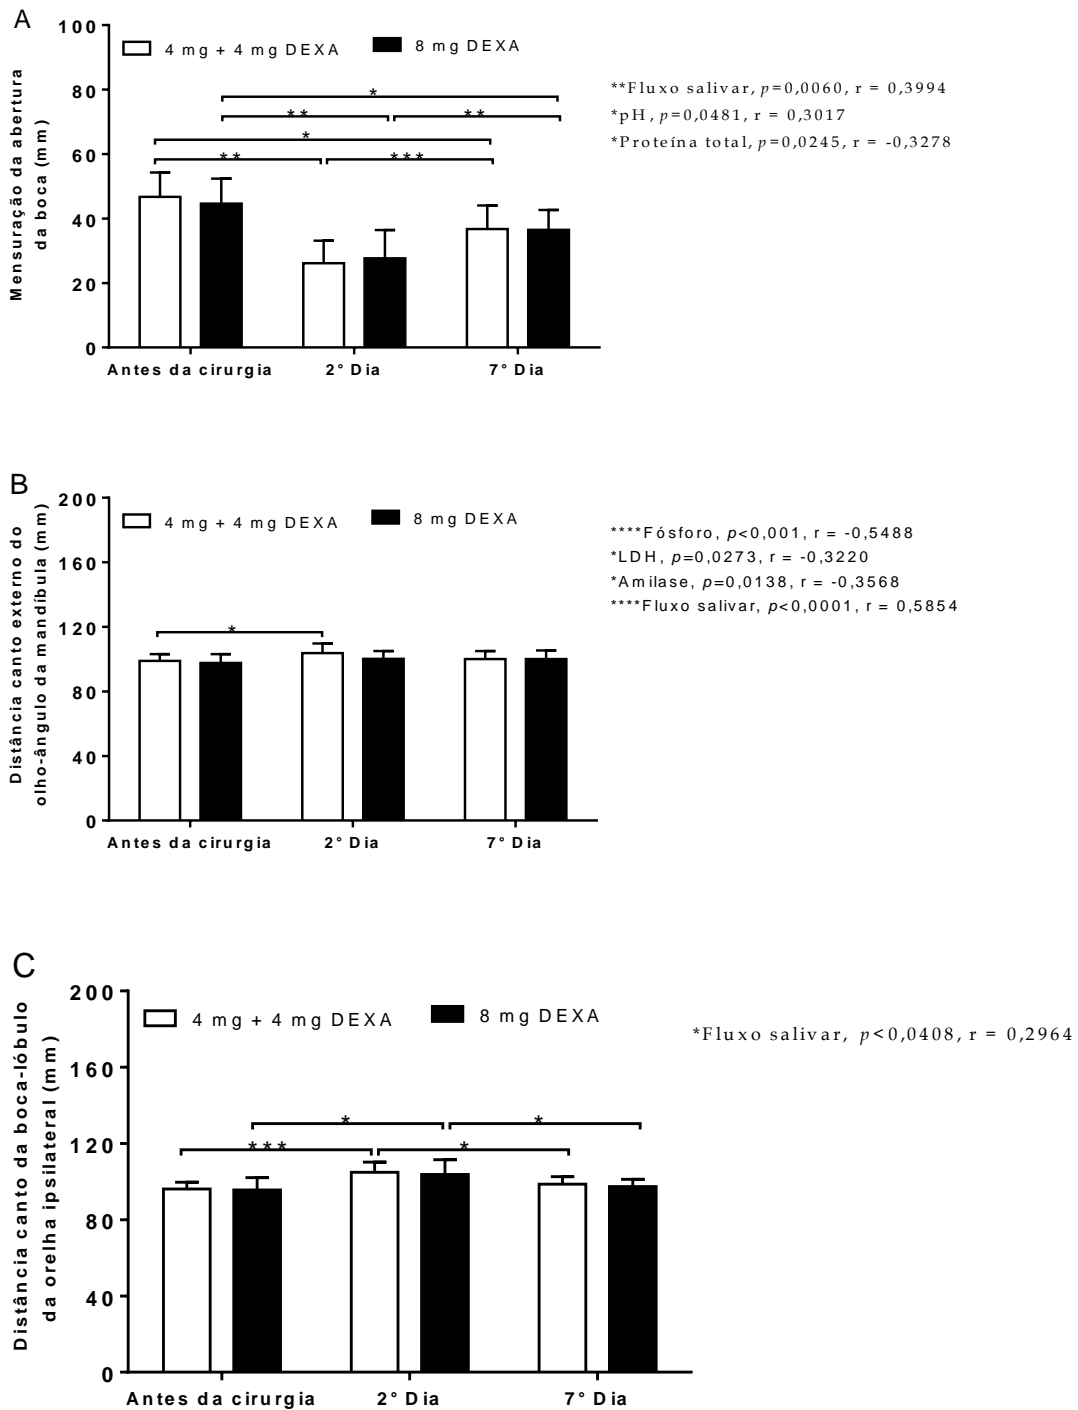 A
100
80
60
40
20
0
Mensuração da abertura
da boca (mm)
4 mg + 4 mg DEXA
8 mg DEXA
*
** **
*
** ***
Antes da cirurgia 2° Dia 7° Dia
**Fluxo salivar, p=0,0060, r = 0,3994
*pH, p=0,0481, r = 0,3017
*Proteína total, p=0,0245, r = -0,3278
B
200
160
120
80
40
0
Distância canto externo do
olho-ângulo da mandíbula (mm)
4 mg + 4 mg DEXA
8 mg DEXA
*
Antes da cirurgia 2° Dia 7° Dia
****Fósforo, p<0,001, r = -0,5488
*LDH, p=0,0273, r = -0,3220
*Amilase, p=0,0138, r = -0,3568
****Fluxo salivar, p<0,0001, r = 0,5854
C
200
160
120
80
40
0
Distância canto da boca-lóbulo
da orelha ipsilateral (mm)
4 mg + 4 mg DEXA
8 mg DEXA
* *
*** *
Antes da cirurgia 2° Dia 7° Dia
*Fluxo salivar, p<0,0408, r = 0,2964